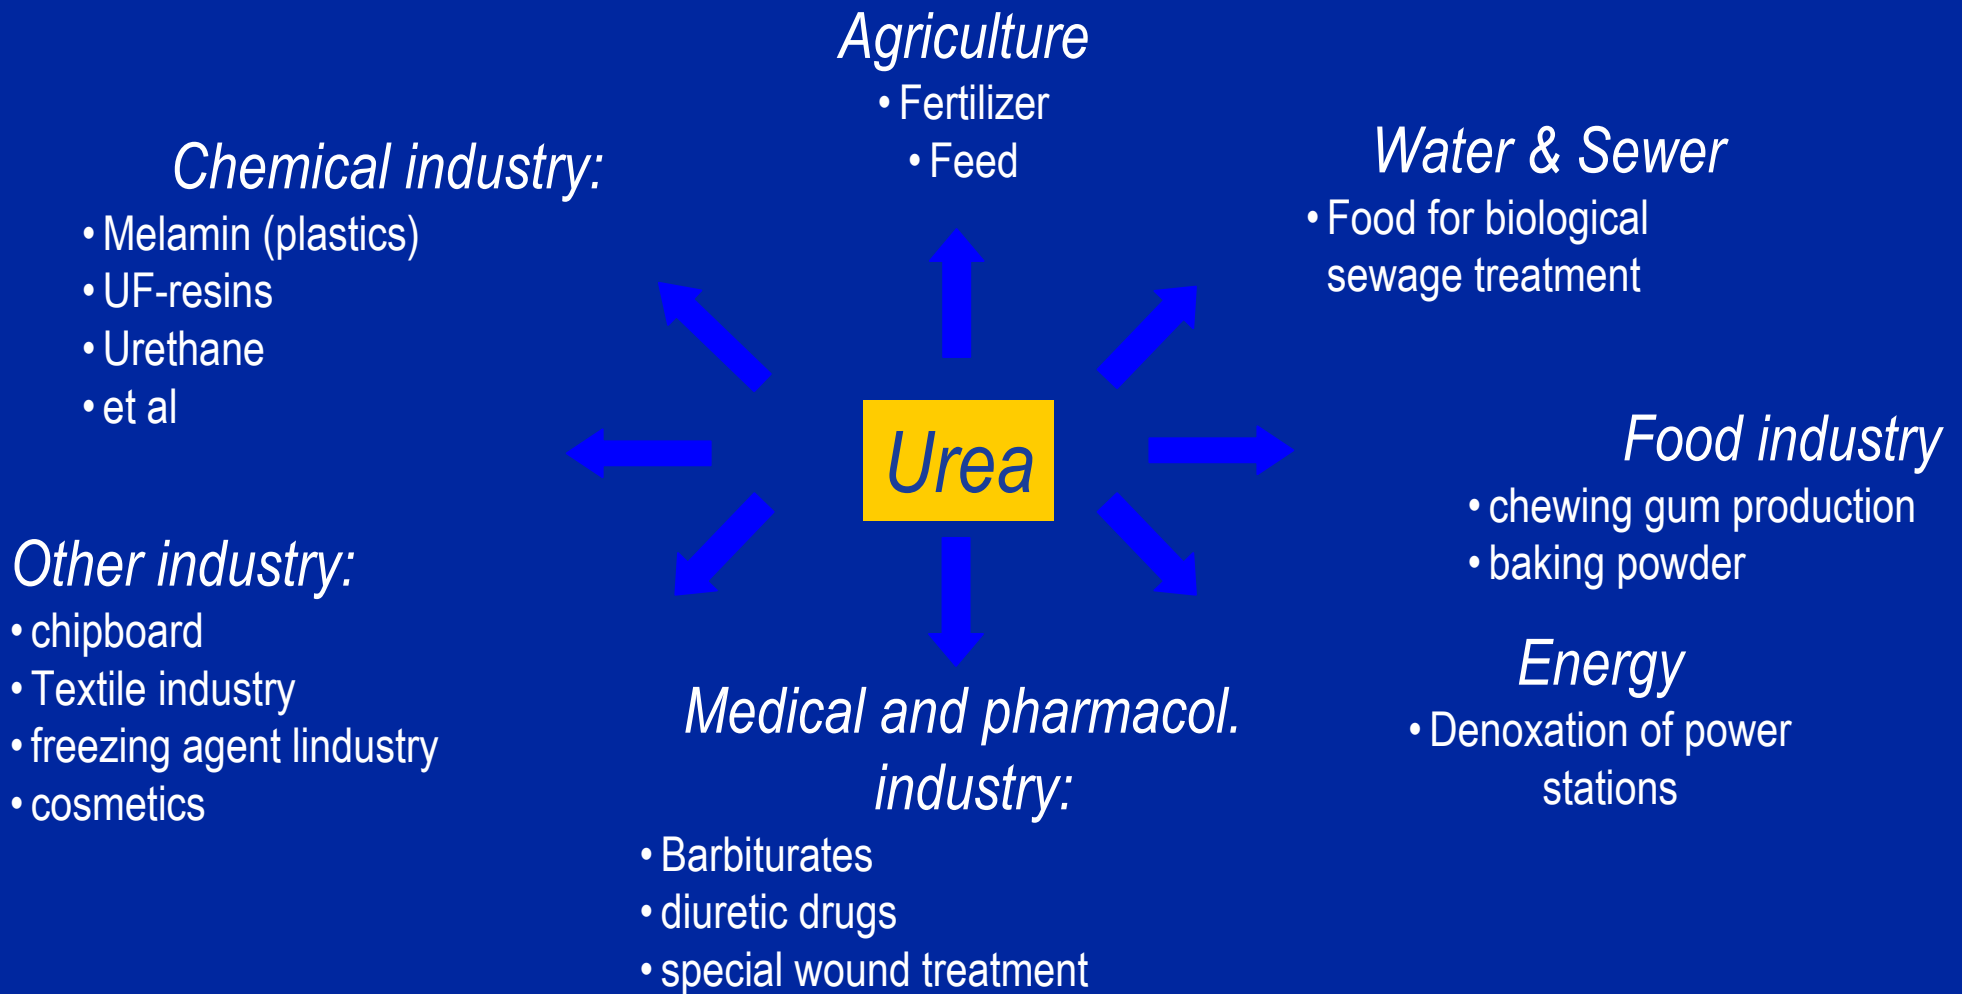 Agriculture
• Fertilizer
• Feed
Chemical industry:
• Melamin (plastics)
• UF-resins
• Urethane
• et al
Water & Sewer
• Food for biological
sewage treatment
Urea
Food industry
• chewing gum production
• baking powder
Other industry:
• chipboard
• Textile industry
• freezing agent lindustry
• cosmetics
Energy
• Denoxation of power
stations
Medical and pharmacol.
industry:
• Barbiturates
• diuretic drugs
• special wound treatment